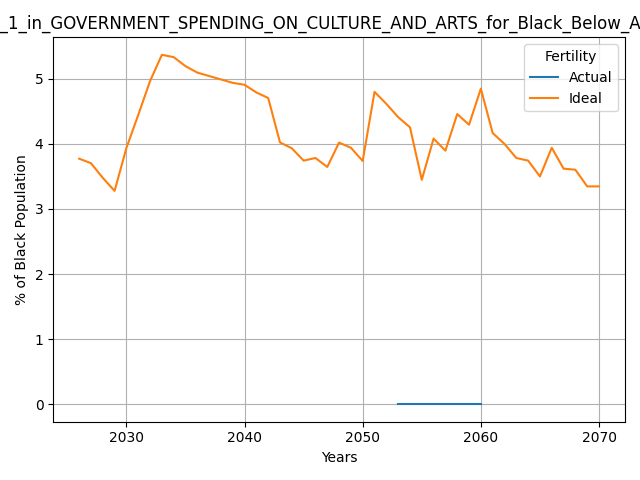 _1_in_GOVERNMENT_SPENDING_ON_CULTURE_AND_ARTS_for_Black_Below_A
Fertility
Actual
Ideal
% of Black Population
5
4
3
2
1
0
2030 2040 2050 2060 2070
Years